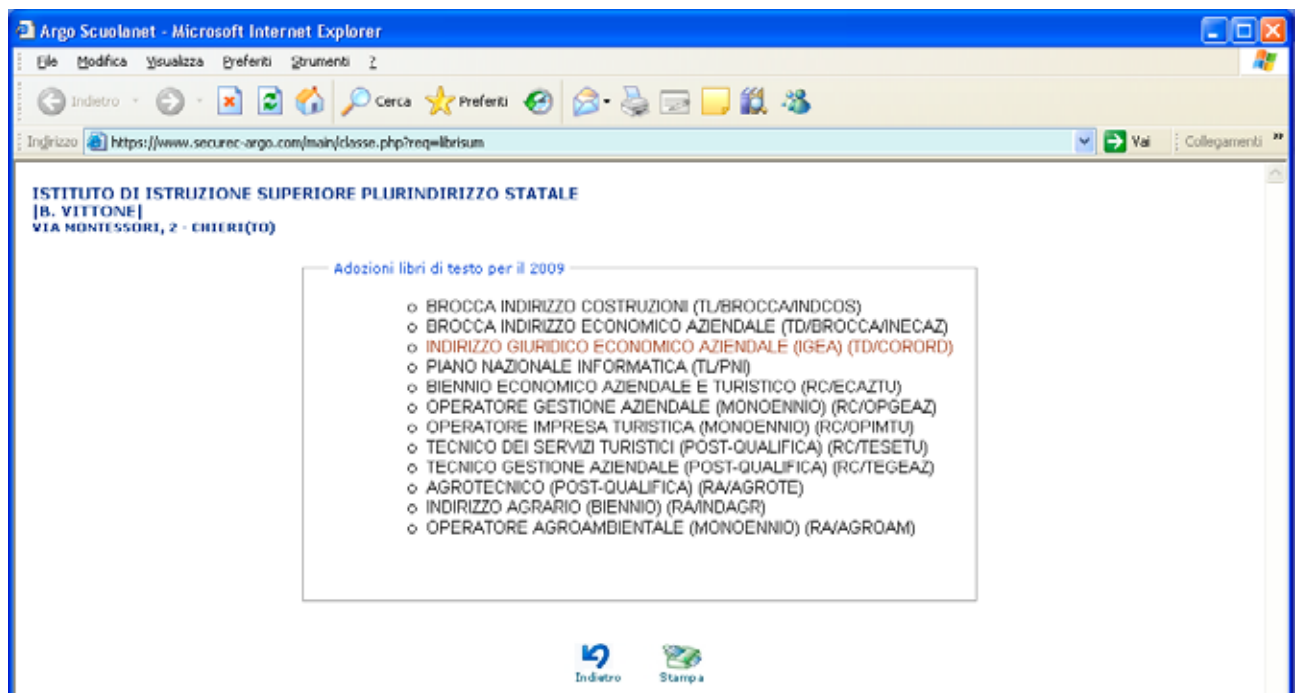 Argo Scuolanet - Microsoft Internet Explorer
File Modifica Visualizza Preferiti Strumenti ?
Indietro Cerca Preferiti
Indirizzo https://www.securec-argo.com/main/classe.php?req=librisum Vai Collegamenti »
ISTITUTO DI ISTRUZIONE SUPERIORE PLURINDIRIZZO STATALE
|B. VITTONE|
VIA MONTESSORI, 2 - CHIERI(TO)
Adozioni libri di testo per il 2009
BROCCA INDIRIZZO COSTRUZIONI (TL/BROCCA/INDCOS)
BROCCA INDIRIZZO ECONOMICO AZIENDALE (TD/BROCCA/INECAZ)
INDIRIZZO GIURIDICO ECONOMICO AZIENDALE (IGEA) (TD/CORORD)
PIANO NAZIONALE INFORMATICA (TL/PNI)
BIENNIO ECONOMICO AZIENDALE E TURISTICO (RC/ECAZTU)
OPERATORE GESTIONE AZIENDALE (MONOENNIO) (RC/OPGEAZ)
OPERATORE IMPRESA TURISTICA (MONOENNIO) (RC/OPIMTU)
TECNICO DEI SERVIZI TURISTICI (POST-QUALIFICA) (RC/TESETU)
TECNICO GESTIONE AZIENDALE (POST-QUALIFICA) (RC/TEGEAZ)
AGROTECNICO (POST-QUALIFICA) (RA/AGROTE)
INDIRIZZO AGRARIO (BIENNIO) (RA/INDAGR)
OPERATORE AGROAMBIENTALE (MONOENNIO) (RA/AGROAM)
Indietro Stampa